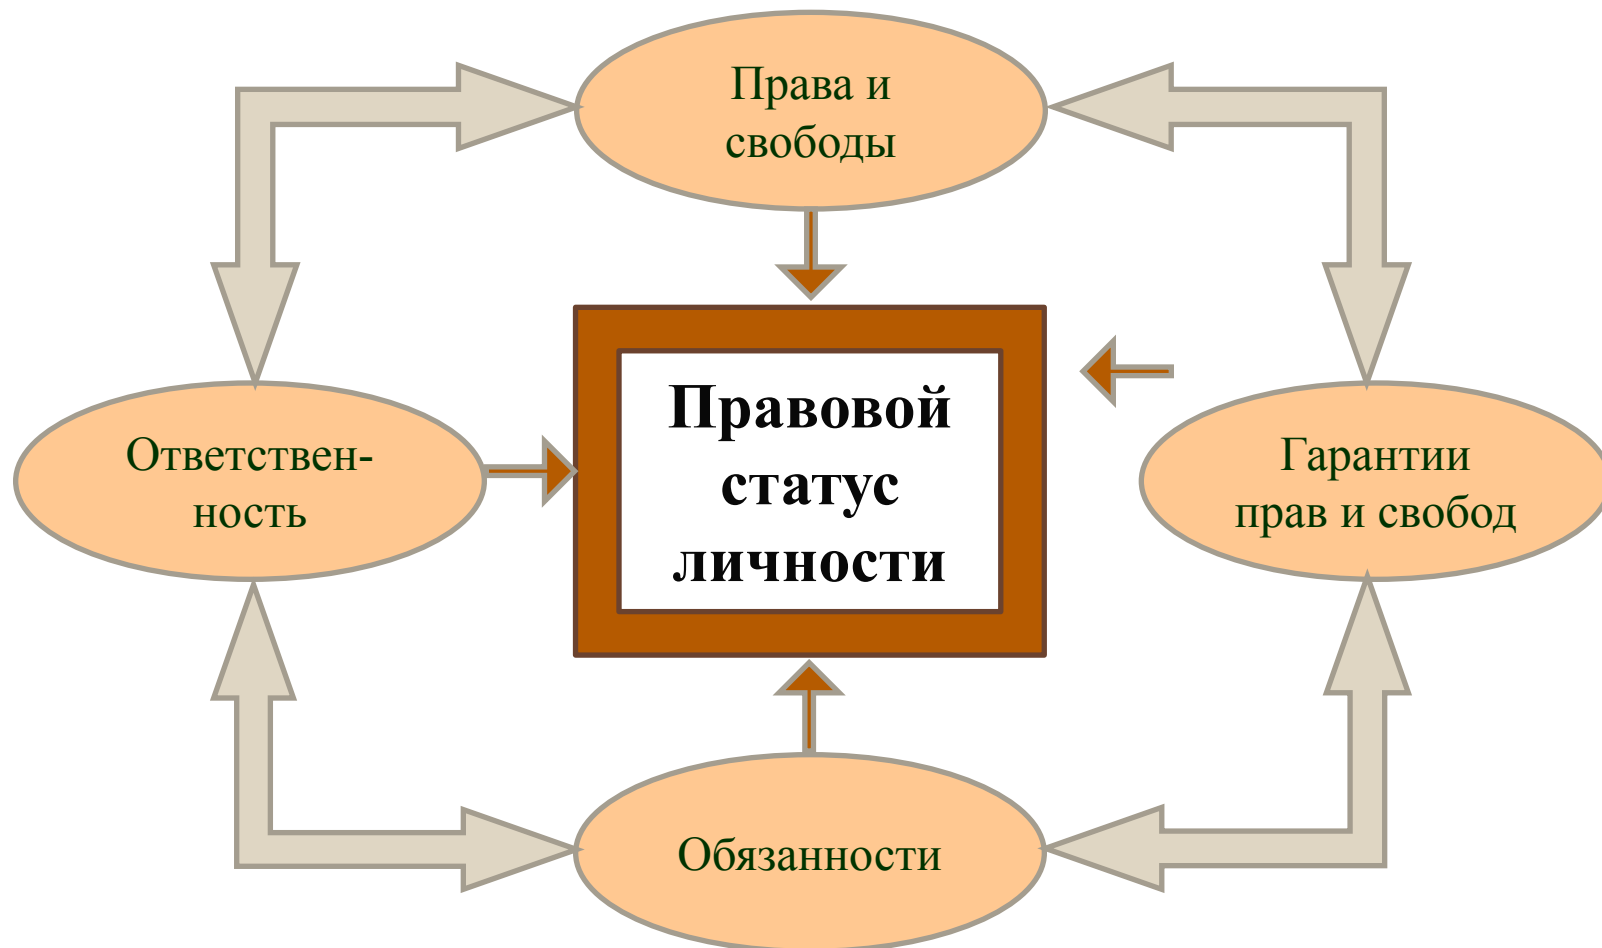 Права и
свободы
Правовой
статус
личности
Ответствен-
ность
Гарантии
прав и свобод
Обязанности